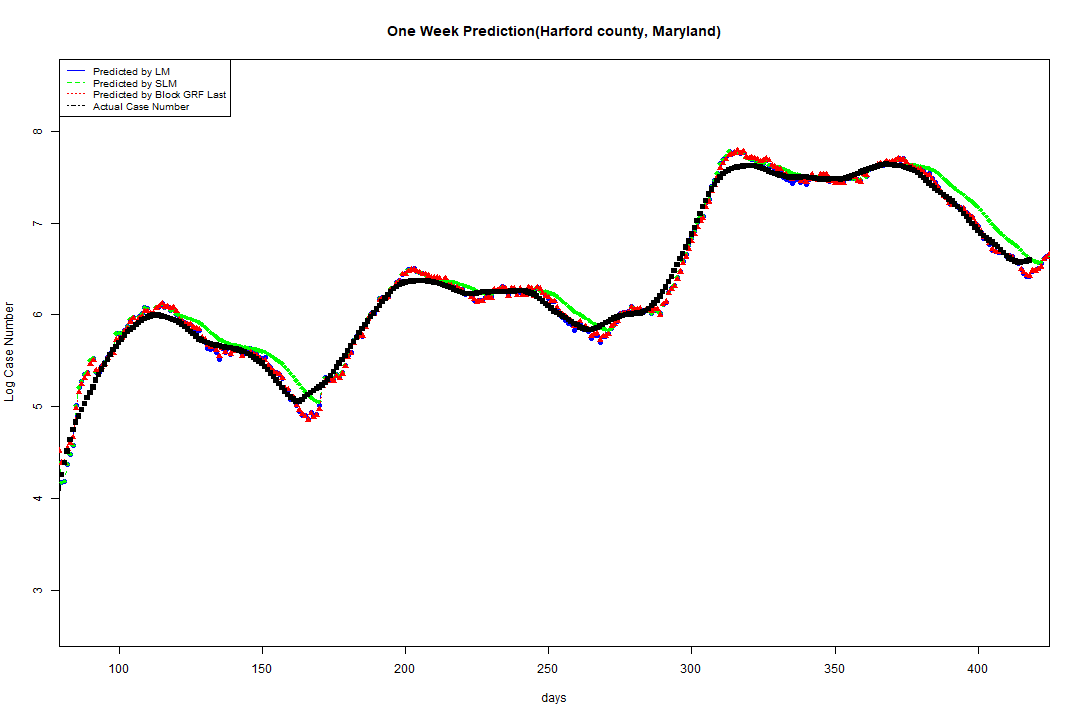 One Week Prediction(Harford county, Maryland)
Predicted by LM
Predicted by SLM
Predicted by Block GRF Last
Actual Case Number
8
7
6
5
4
3
Log Case Number
100 150 200 250 300 350 400
days